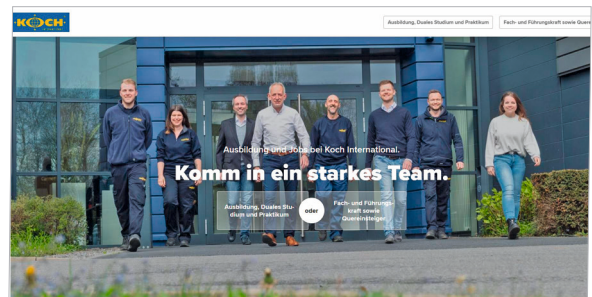 KOCH
Ausbildung, Duales Studium und Praktikum
Fach- und Führungskraft sowie Quere
Ausbildung und Jobs bei Koch International.
Komm in ein starkes Team.
Ausbildung, Duales Stu-
dium und Praktikum
oder
Fach- und Führungs-
kraft sowie
Quereinsteiger